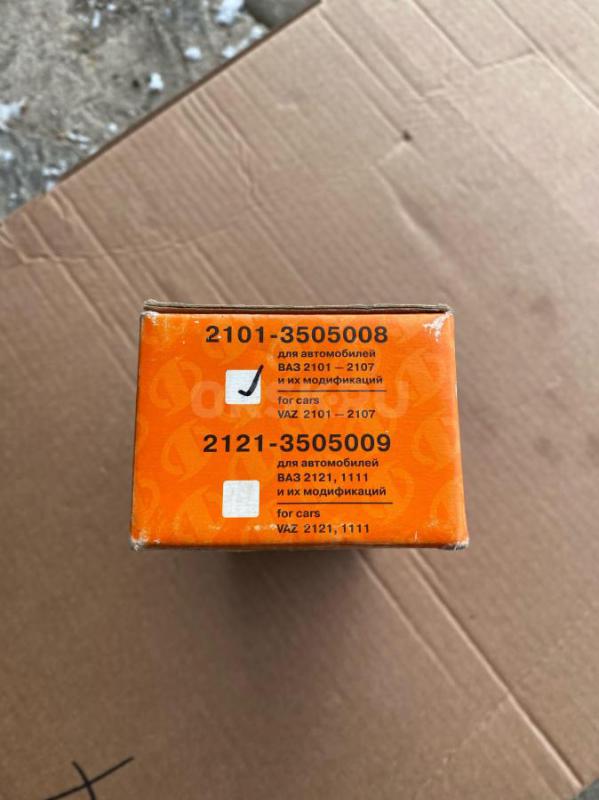 2101-3505008
для автомобилей
ВАЗ 2101 – 2107
и их модификаций
for cars
VAZ 2101 – 2107
2121-3505009
для автомобилей
ВАЗ 2121, 1111
и их модификаций
for cars
VAZ 2121, 1111